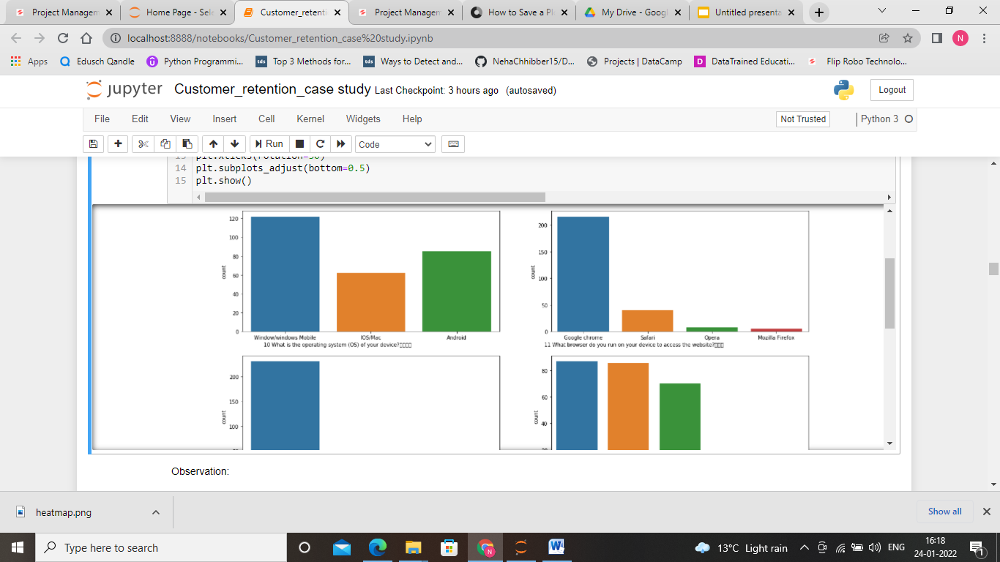 Project Managem
Home Page - Sele
Customer_retenti
Project Managem
How to Save a Pl
My Drive - Googl
Untitled presenta
localhost:8888/notebooks/Customer_retention_case%20study.ipynb
N
Apps
Edusch Qandle
Python Programmi...
tds Top 3 Methods for...
tds Ways to Detect and...
NehaChhibber15/D...
Projects | DataCamp
D DataTrained Educati...
Flip Robo Technolo...
jupyter Customer_retention_case study Last Checkpoint: 3 hours ago (autosaved)
Logout
File Edit View Insert Cell Kernel Widgets Help
Not Trusted
Python 3
Run
Code
14 plt.subplots_adjust(bottom=0.5)
15 plt.show()
120
100
80
60
40
20
0
count
Window/windows Mobile IOS/Mac Android
10 What is the operating system (OS) of your device?
200
150
100
50
0
count
Google chrome Safari Opera Mozilla Firefox
11 What browser do you run on your device to access the website?
200
150
100
count
80
60
40
count
Observation:
heatmap.png
Show all
Type here to search
N
W
13°C Light rain
ENG
16:18
24-01-2022
1